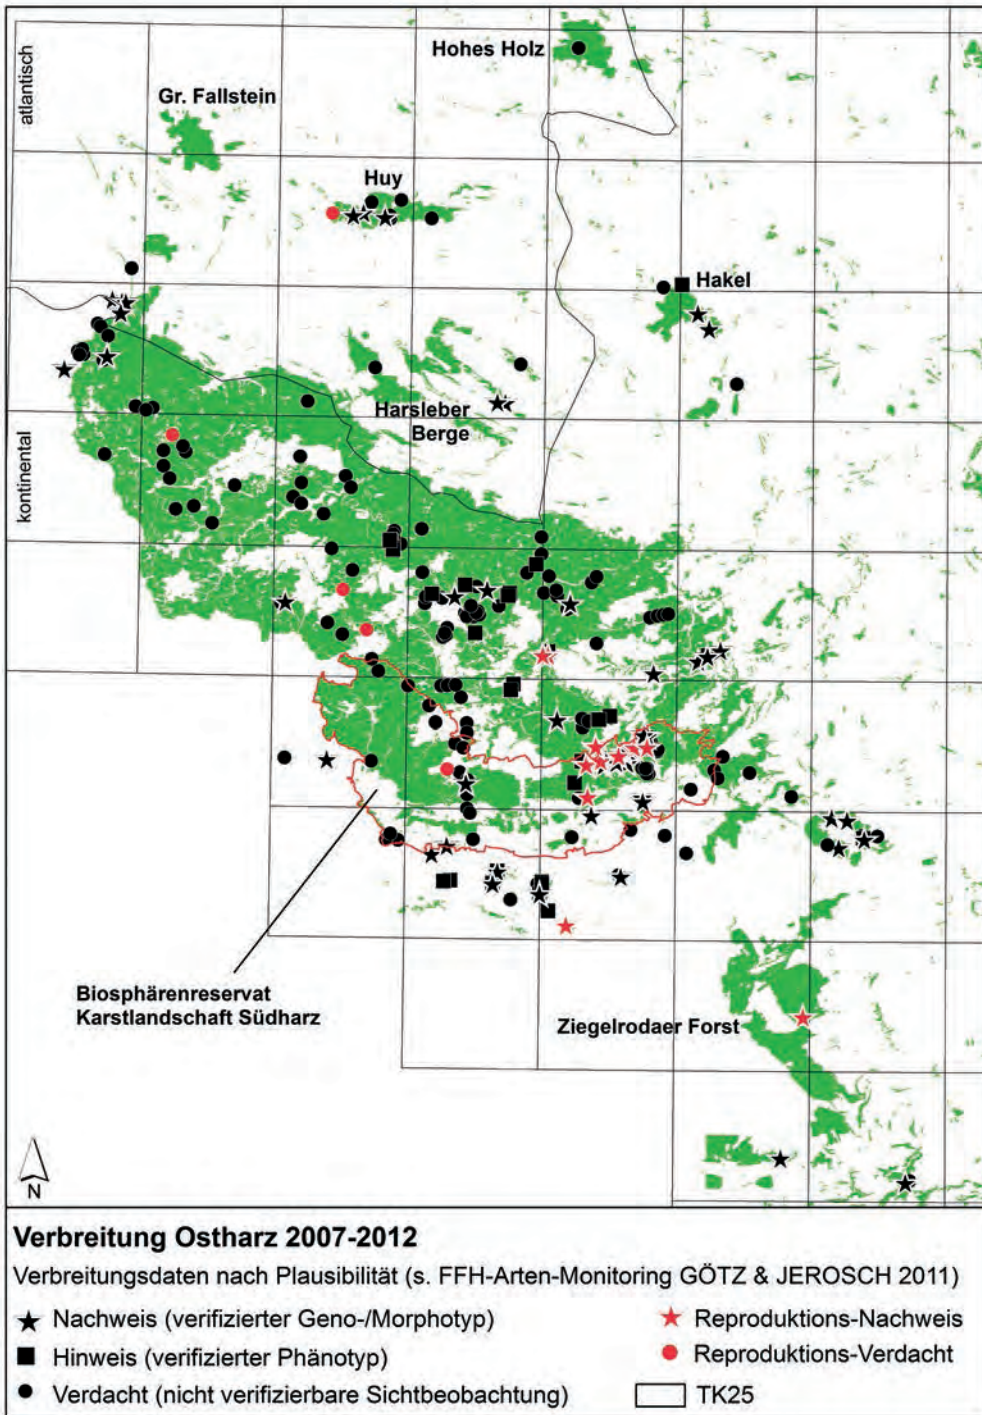 Hohes Holz
atlantisch
Gr. Fallstein
Huy
Hakel
Harsleber
Berge
kontinental
Biosphärenreservat
Karstlandschaft Südharz
Ziegelrodaer Forst
N
Verbreitung Ostharz 2007-2012
Verbreitungsdaten nach Plausibilität (s. FFH-Arten-Monitoring GÖTZ & JEROSCH 2011)
Nachweis (verifizierter Geno-/Morphotyp)
Reproduktions-Nachweis
Hinweis (verifizierter Phänotyp)
Reproduktions-Verdacht
Verdacht (nicht verifizierbare Sichtbeobachtung)
TK25